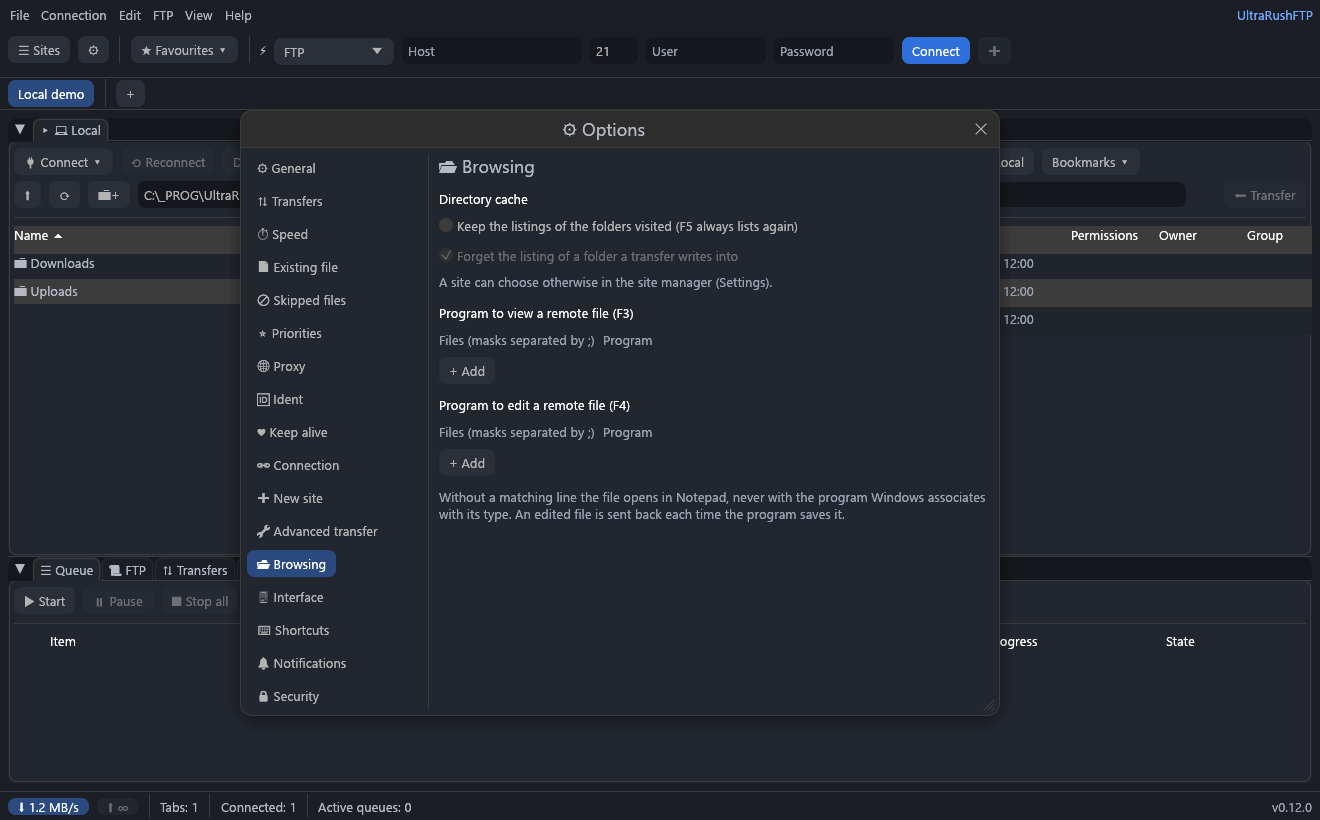 File Connection Edit FTP View Help UltraRushFTP
Sites Favourites FTP Host 21 User Password Connect +
Local demo +
Local
Options
Connect Reconnect D ocal Bookmarks
C:\_PROG\UltraR Transfer
Name Permissions Owner Group
Downloads 12:00
Uploads 12:00
12:00
General
Transfers
Speed
Existing file
Skipped files
Priorities
Proxy
Ident
Keep alive
Connection
New site
Advanced transfer
Browsing
Interface
Shortcuts
Notifications
Security
Browsing
Directory cache
Keep the listings of the folders visited (F5 always lists again)
Forget the listing of a folder a transfer writes into
A site can choose otherwise in the site manager (Settings).
Program to view a remote file (F3)
Files (masks separated by ;) Program
+ Add
Program to edit a remote file (F4)
Files (masks separated by ;) Program
+ Add
Without a matching line the file opens in Notepad, never with the program Windows associates
with its type. An edited file is sent back each time the program saves it.
Queue FTP Transfers
Start Pause Stop all
Item ogress State
1.2 MB/s ∞ Tabs: 1 Connected: 1 Active queues: 0 v0.12.0